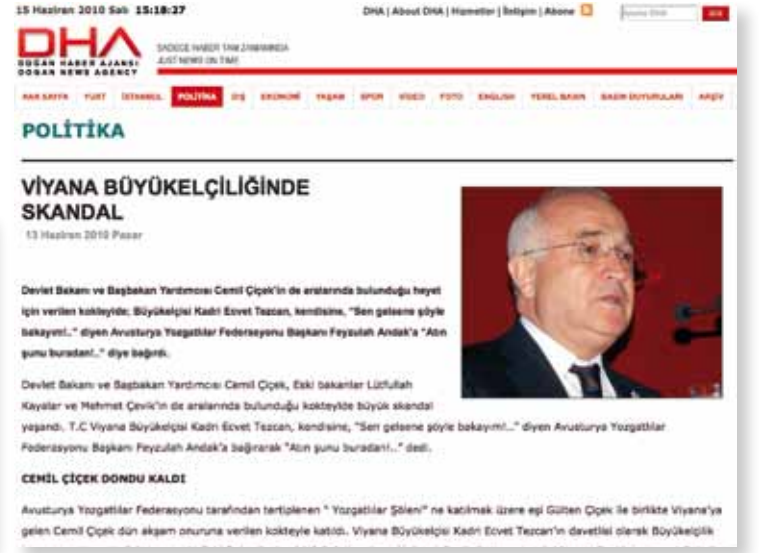 15 Haziran 2010 Salı 15:18:27
DHA | About DHA | Hizmetler | İletişim | Abone
ARA
DHA
DOĞAN HABER AJANSI
DOGAN NEWS AGENCY
SADECE HABER TAM ZAMANINDA
JUST NEWS ON TIME
ANA SAYFA YURT İSTANBUL POLİTİKA DIŞ EKONOMİ YAŞAM SPOR VİDEO FOTO ENGLISH YEREL BASIN BASIN DUYURULARI ARŞİV
POLİTİKA
VİYANA BÜYÜKELÇİLİĞİNDE
SKANDAL
13 Haziran 2010 Pazar
Devlet Bakanı ve Başbakan Yardımcısı Cemil Çiçek'in de aralarında bulunduğu heyet
için verilen kokteylde; Büyükelçisi Kadri Ecvet Tezcan, kendisine, "Sen gelsene şöyle
bakayım!.." diyen Avusturya Yozgatlılar Federasyonu Başkanı Feyzulah Andak'a "Atın
şunu buradan!.." diye bağırdı.
Devlet Bakanı ve Başbakan Yardımcısı Cemil Çiçek, Eski bakanlar Lütfullah
Kayalar ve Mehmet Çevik'in de aralarında bulunduğu kokteylde büyük skandal
yaşandı. T.C Viyana Büyükelçisi Kadri Ecvet Tezcan, kendisine, "Sen gelsene şöyle bakayım!.." diyen Avusturya Yozgatlılar
Federasyonu Başkanı Feyzulah Andak'a bağırarak "Atın şunu buradan!.." dedi.
CEMİL ÇİÇEK DONDU KALDI
Avusturya Yozgatlılar Federasyonu tarafından tertiplenen " Yozgatlılar Şöleni" ne katılmak üzere eşi Gülten Çiçek ile birlikte Viyana'ya
gelen Cemil Çiçek dün akşam onuruna verilen kokteyle katıldı. Viyana Büyükelçisi Kadri Ecvet Tezcan'ın davetlisi olarak Büyükelçilik